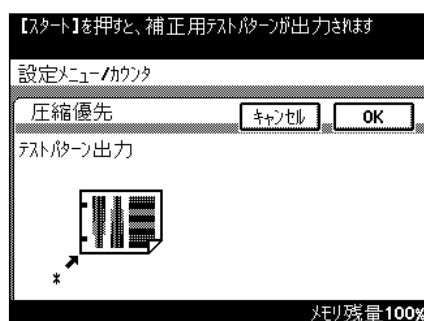 【ｽﾀｰﾄ】を押すと、補正用ﾃｽﾄﾊﾟﾀｰﾝが出力されます
設定ﾒﾆｭｰ/ｶｳﾝﾀ
圧縮優先
ｷｬﾝｾﾙ
OK
ﾃｽﾄﾊﾟﾀｰﾝ出力
*
ﾒﾓﾘ残量100%